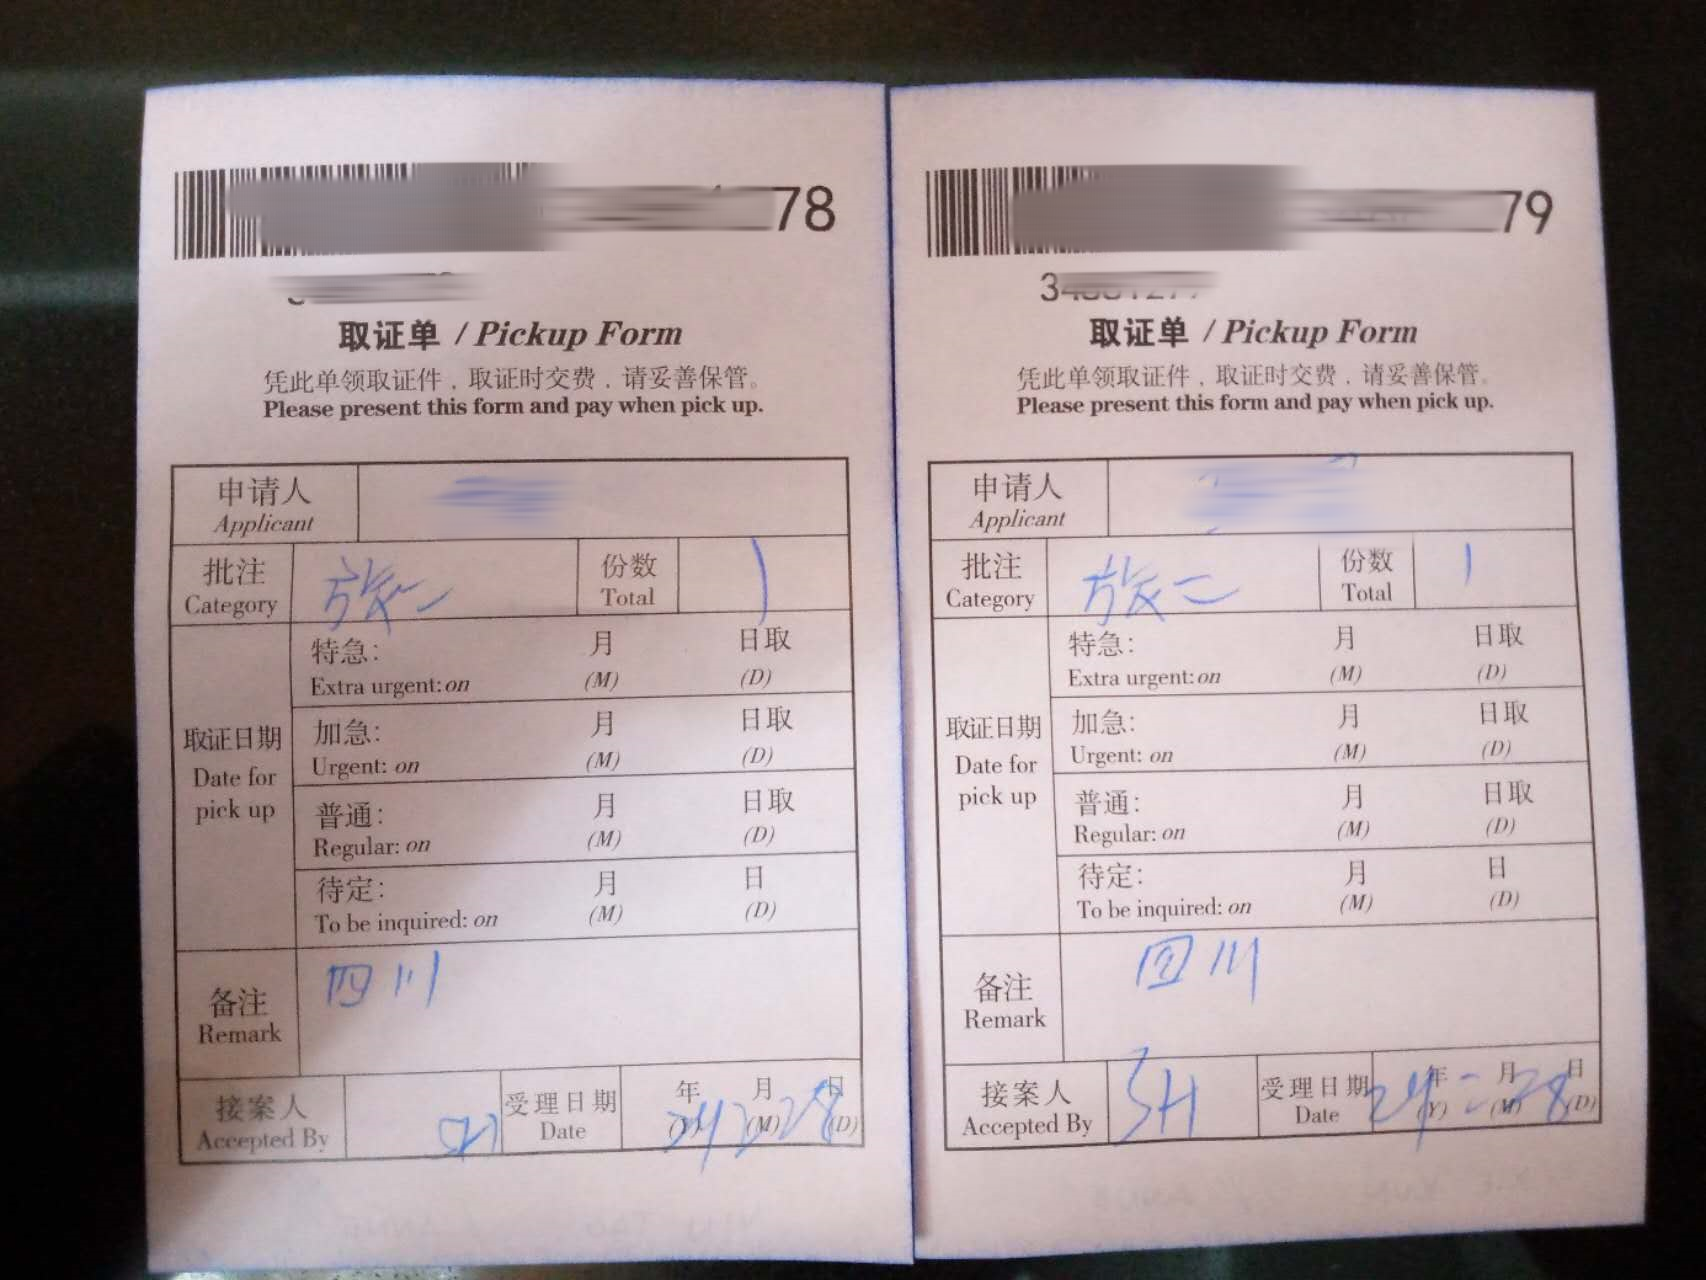 78
取证单 / Pickup Form
凭此单领取证件，取证时交费，请妥善保管。
Please present this form and pay when pick up.
申请人
Applicant
批注
Category
份数
Total
1
取证日期
Date for
pick up
特急： 月 日取
Extra urgent: on (M) (D)
加急： 月 日取
Urgent: on (M) (D)
普通： 月 日取
Regular: on (M) (D)
待定： 月 日
To be inquired: on (M) (D)
备注
Remark
四川
接案人
Accepted By
受理日期
Date
年 月 日
(Y) (M) (D)
24 2 28
79
取证单 / Pickup Form
凭此单领取证件，取证时交费，请妥善保管。
Please present this form and pay when pick up.
申请人
Applicant
批注
Category
份数
Total
1
取证日期
Date for
pick up
特急： 月 日取
Extra urgent: on (M) (D)
加急： 月 日取
Urgent: on (M) (D)
普通： 月 日取
Regular: on (M) (D)
待定： 月 日
To be inquired: on (M) (D)
备注
Remark
四川
接案人
Accepted By
SH
受理日期
Date
年 月 日
(Y) (M) (D)
24 二 28